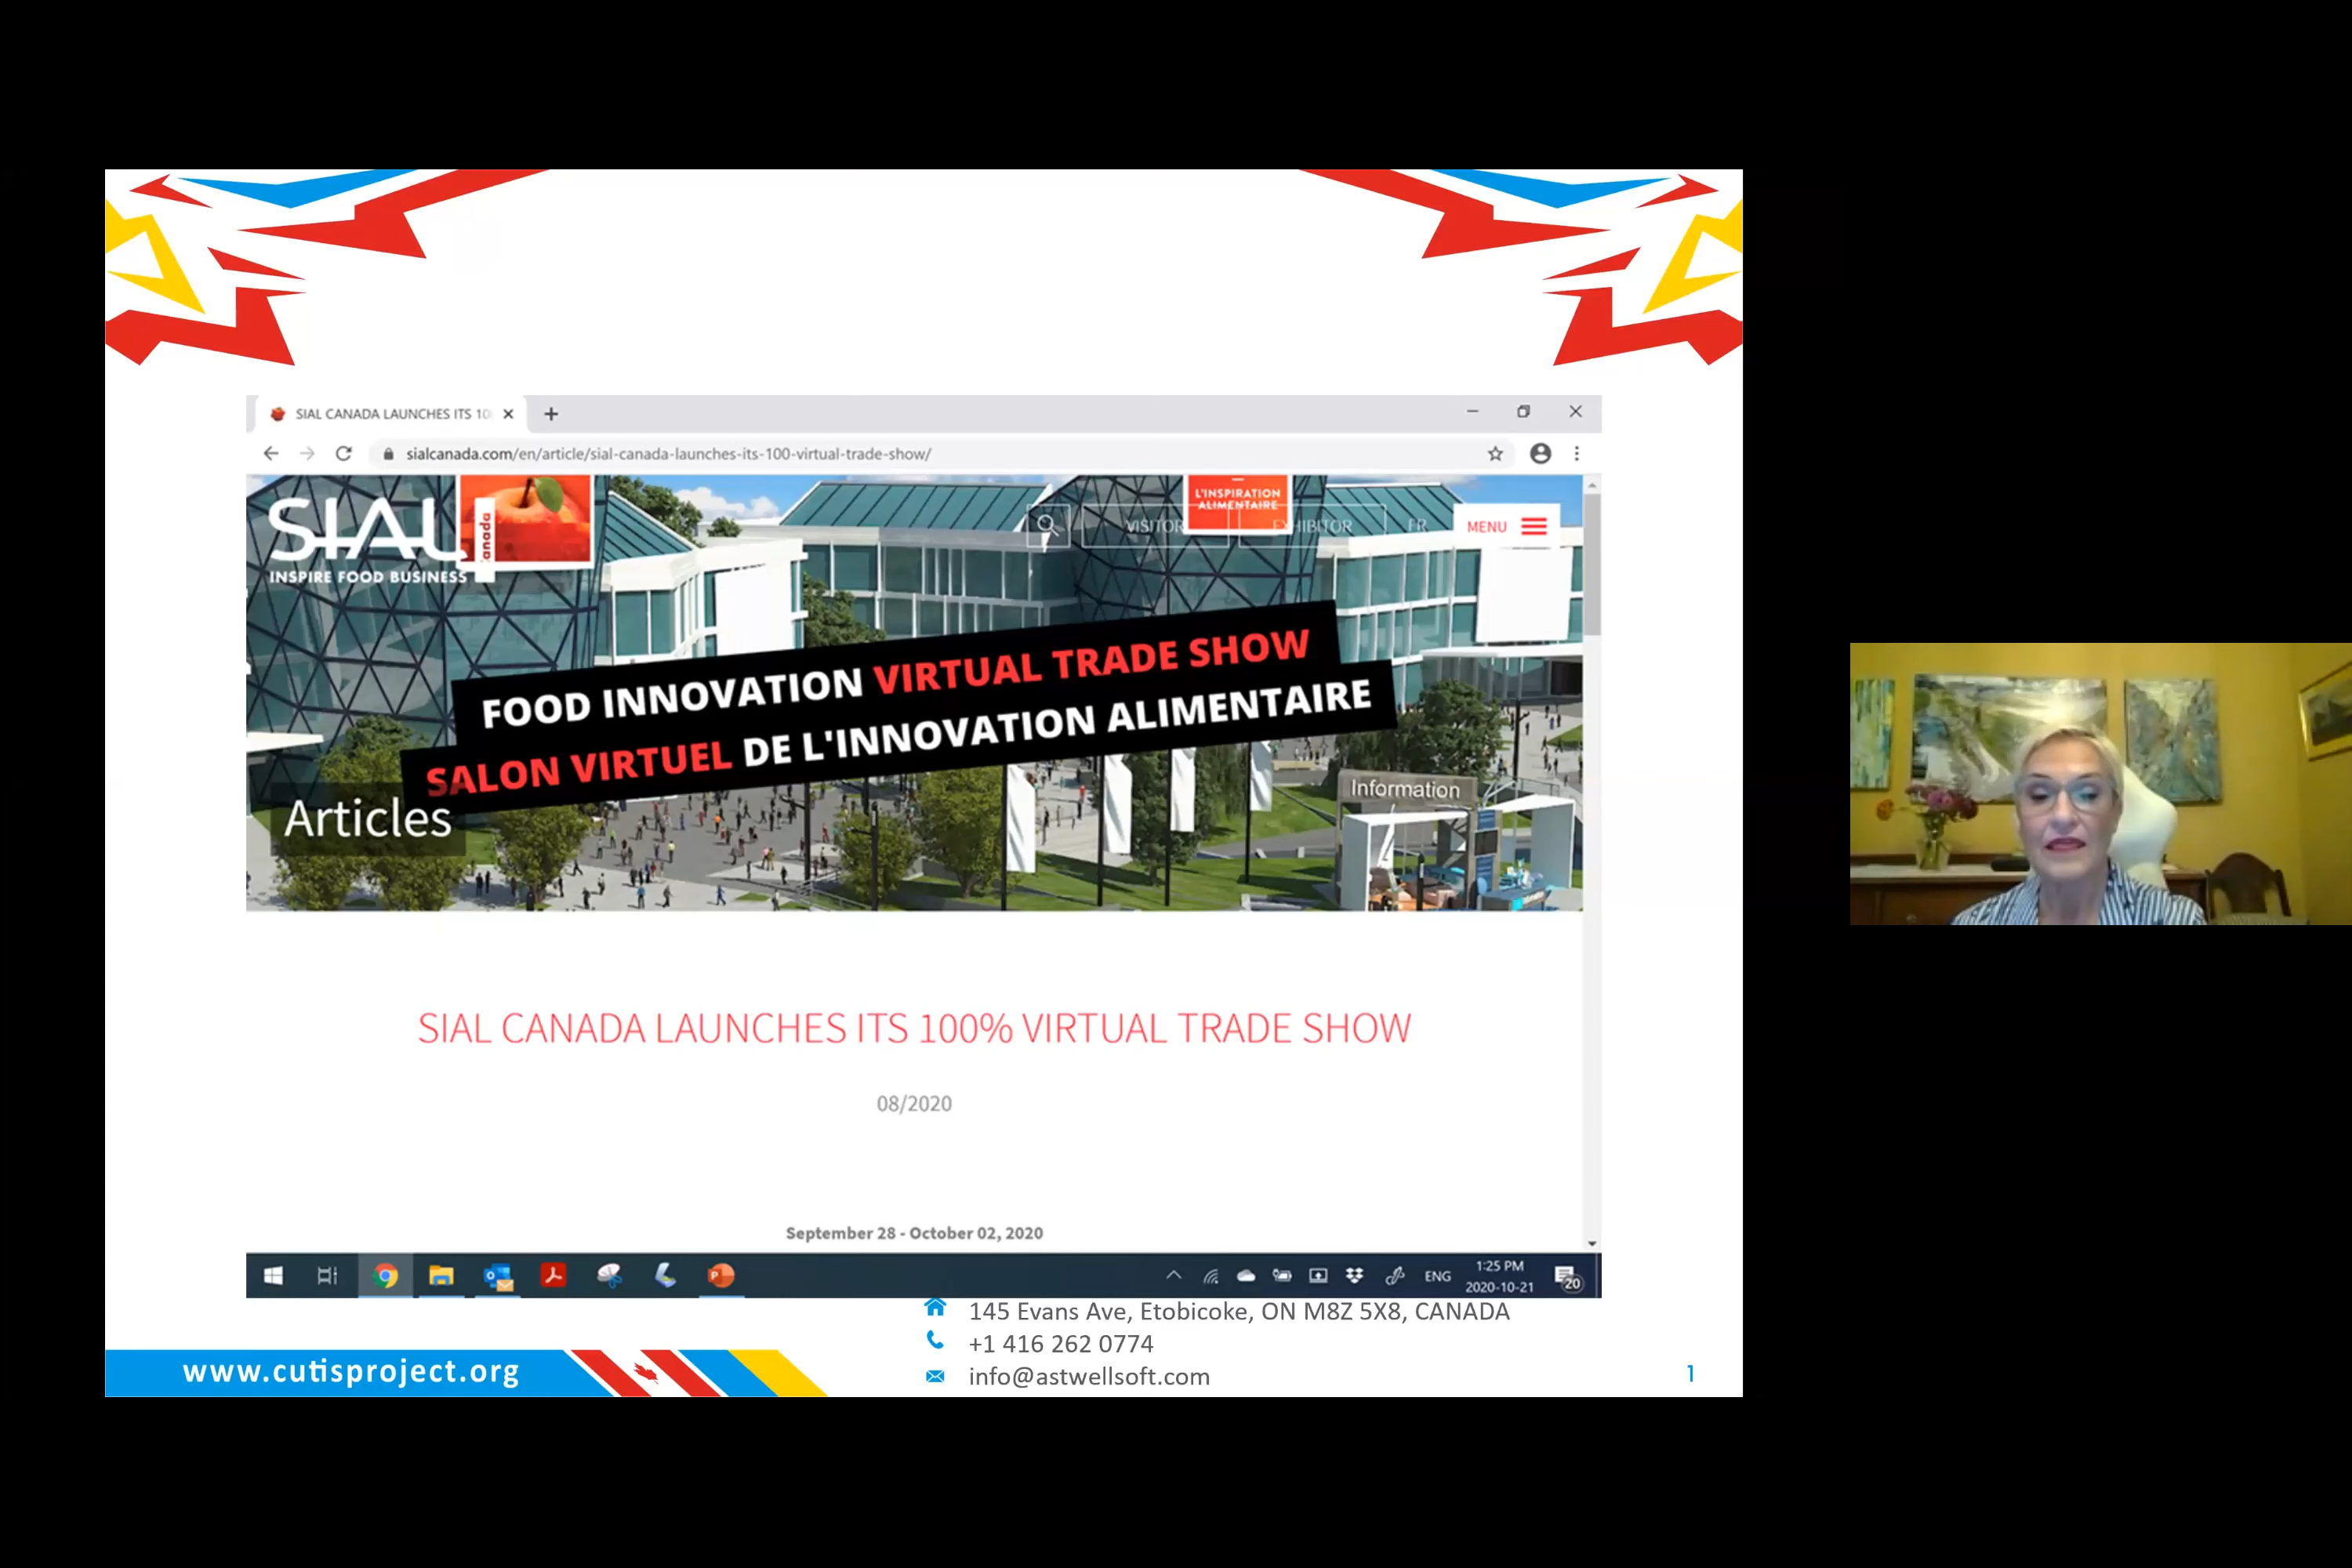 SIAL CANADA LAUNCHES ITS 10
sialcanada.com/en/article/sial-canada-launches-its-100-virtual-trade-show/
SIAL
Canada
INSPIRE FOOD BUSINESS
L'INSPIRATION
ALIMENTAIRE
VISITOR
EXHIBITOR
FR
MENU
FOOD INNOVATION VIRTUAL TRADE SHOW
SALON VIRTUEL DE L'INNOVATION ALIMENTAIRE
Information
Articles
SIAL CANADA LAUNCHES ITS 100% VIRTUAL TRADE SHOW
08/2020
September 28 - October 02, 2020
ENG
1:25 PM
2020-10-21
20
145 Evans Ave, Etobicoke, ON M8Z 5X8, CANADA
+1 416 262 0774
info@astwellsoft.com
www.cutisproject.org
1